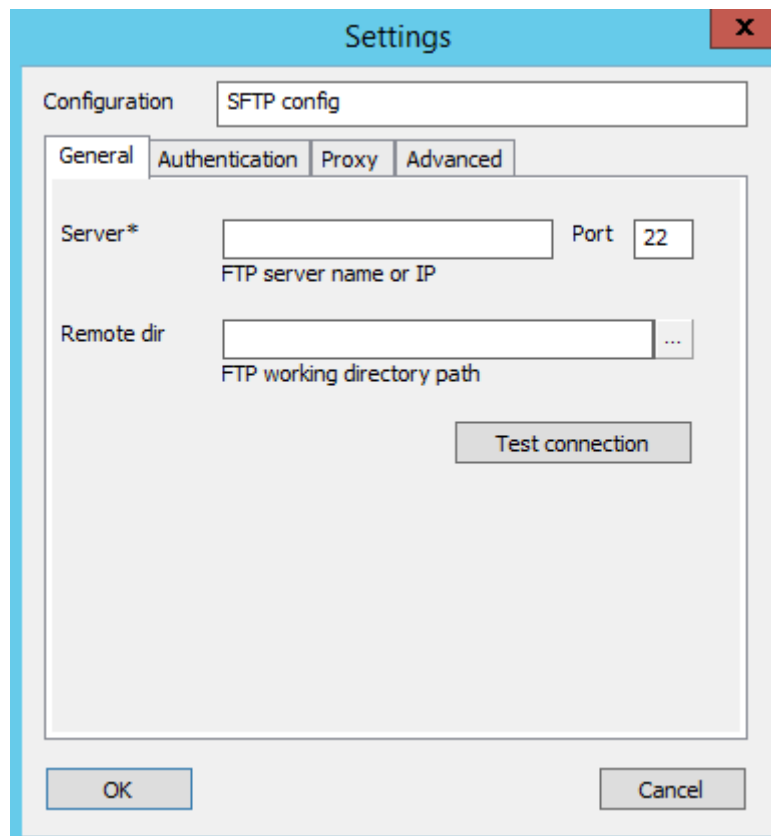 Settings
x
Configuration SFTP config
General Authentication Proxy Advanced
Server* Port 22
FTP server name or IP
Remote dir ...
FTP working directory path
Test connection
OK Cancel